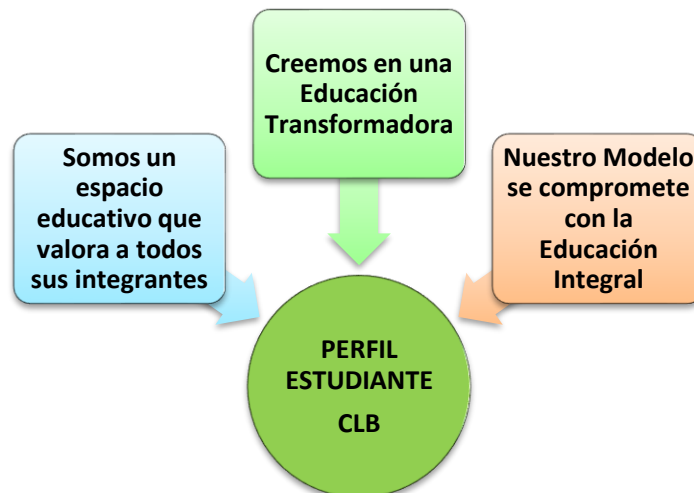 Creemos en una
Educación
Transformadora
Somos un
espacio
educativo que
valora a todos
sus integrantes
Nuestro Modelo
se compromete
con la
Educación
Integral
PERFIL
ESTUDIANTE
CLB